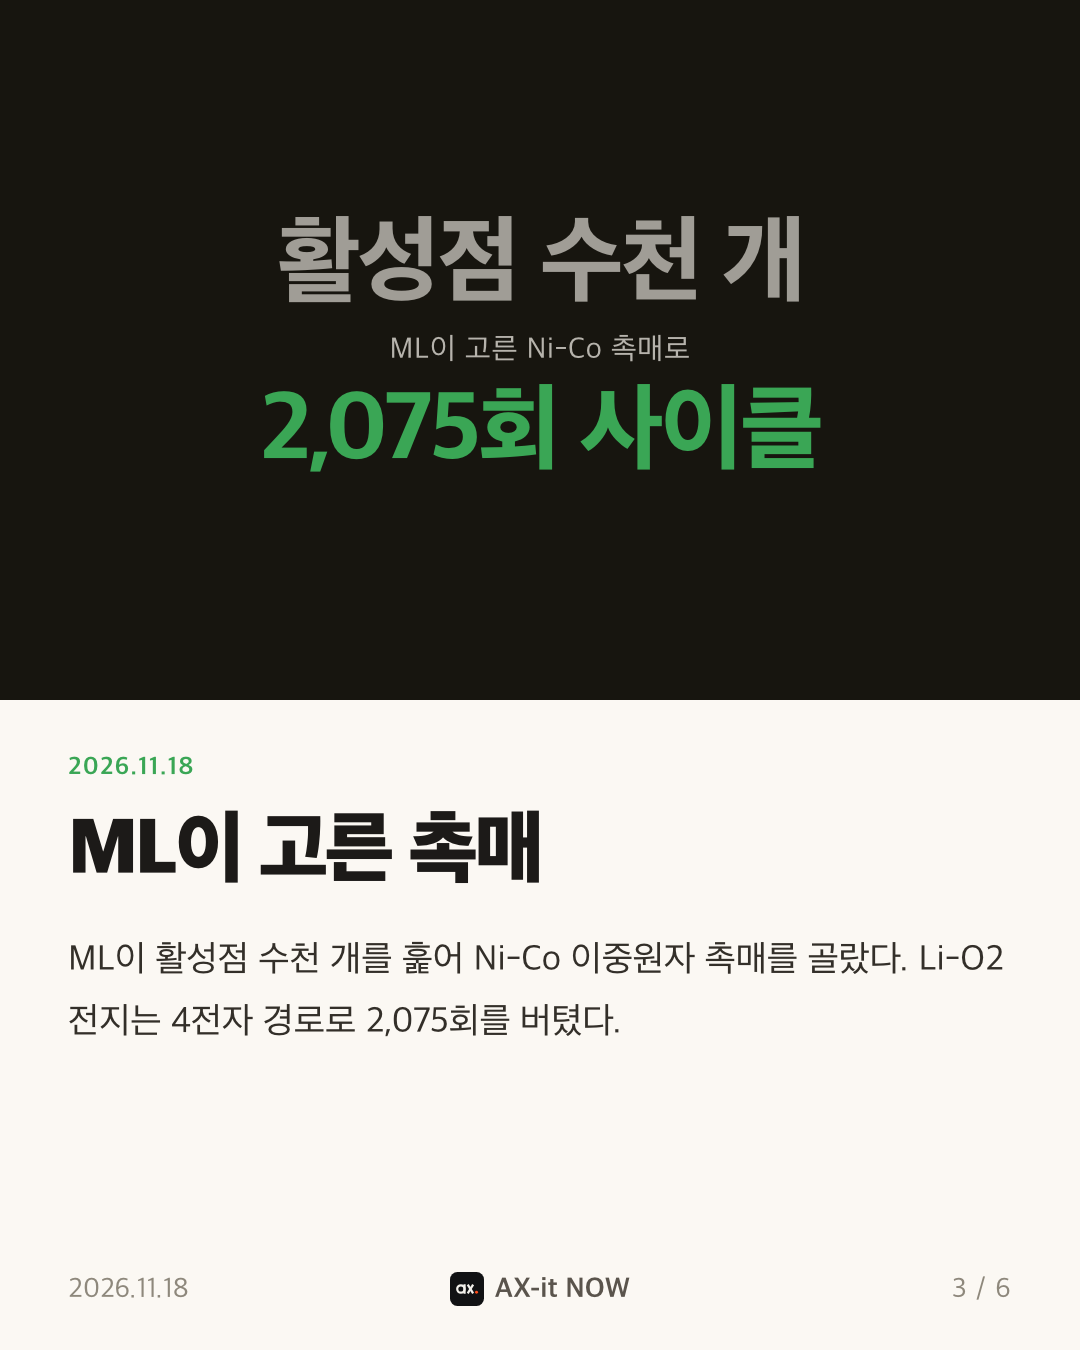 활성점 수천 개
ML이 고른 Ni-Co 촉매로
2,075회 사이클
2026.11.18
ML이 고른 촉매
ML이 활성점 수천 개를 훑어 Ni-Co 이중원자 촉매를 골랐다. Li-O2
전지는 4전자 경로로 2,075회를 버텼다.
2026.11.18
ax.
AX-it NOW
3 / 6